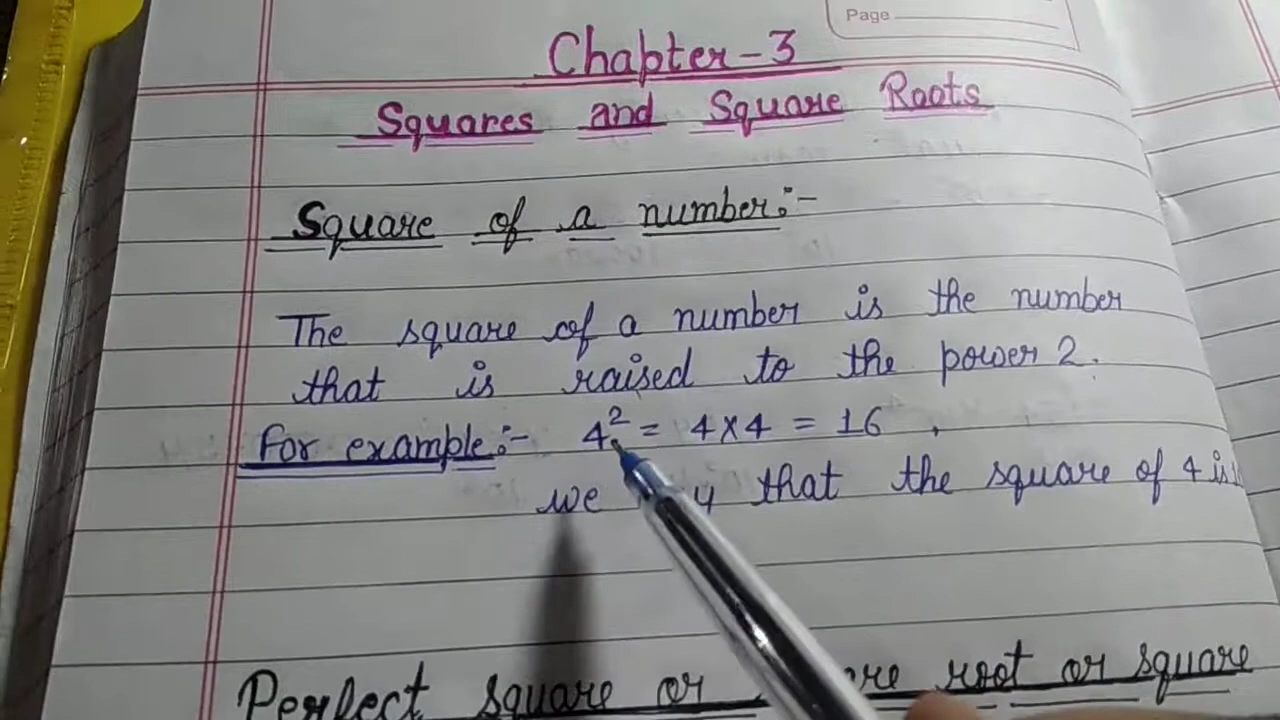 Page
Chapter-3
Squares and Square Roots
Square of a number:-
The square of a number is the number
that is raised to the power 2.
For example:- 4² = 4×4 = 16 ,
we that the square of 4 is
Perfect square or root or square